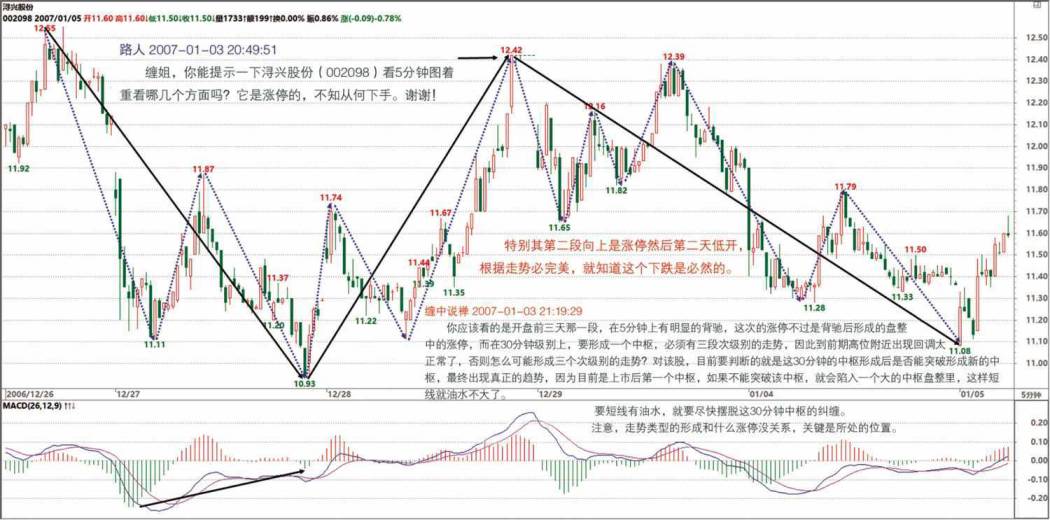 浔兴股份
002098 2007/01/05 开11.60 高11.60↓低11.50↓收11.50↓量1733↑额199↑换0.00% 振0.86% 涨(-0.09)-0.78%
12.55
路人 2007-01-03 20:49:51
缠姐，你能提示一下浔兴股份（002098）看5分钟图着
重看哪几个方面吗？它是涨停的，不知从何下手。谢谢！
12.42
12.39
12.16
11.92
11.87
11.82
11.79
11.74
11.67
11.65
特别其第二段向上是涨停然后第二天低开，
根据走势必完美，就知道这个下跌是必然的。
11.50
11.44
11.39
11.37
11.35
11.33
11.28
11.22
11.20
11.11
11.08
10.93
缠中说禅 2007-01-03 21:19:29
你应该看的是开盘前三天那一段，在5分钟上有明显的背驰，这次的涨停不过是背驰后形成的盘整
中的涨停，而在30分钟级别上，要形成一个中枢，必须有三段次级别的走势，因此到前期高位附近出现回调太
正常了，否则怎么可能形成三个次级别的走势？对该股，目前要判断的就是这30分钟的中枢形成后是否能突破形成新的中
枢，最终出现真正的趋势，因为目前是上市后第一个中枢，如果不能突破该中枢，就会陷入一个大的中枢盘整里，这样短
线就油水不大了。
12.50
12.40
12.30
12.20
12.10
12.00
11.90
11.80
11.70
11.60
11.50
11.40
11.30
11.20
11.10
11.00
2006/12/26 12/27 12/28 12/29 01/04 01/05 5分钟
MACD(26,12,9) ↑↑↓
要短线有油水，就要尽快摆脱这30分钟中枢的纠缠。
注意，走势类型的形成和什么涨停没关系，关键是所处的位置。
0.20
0.10
0.00
-0.10
-0.20